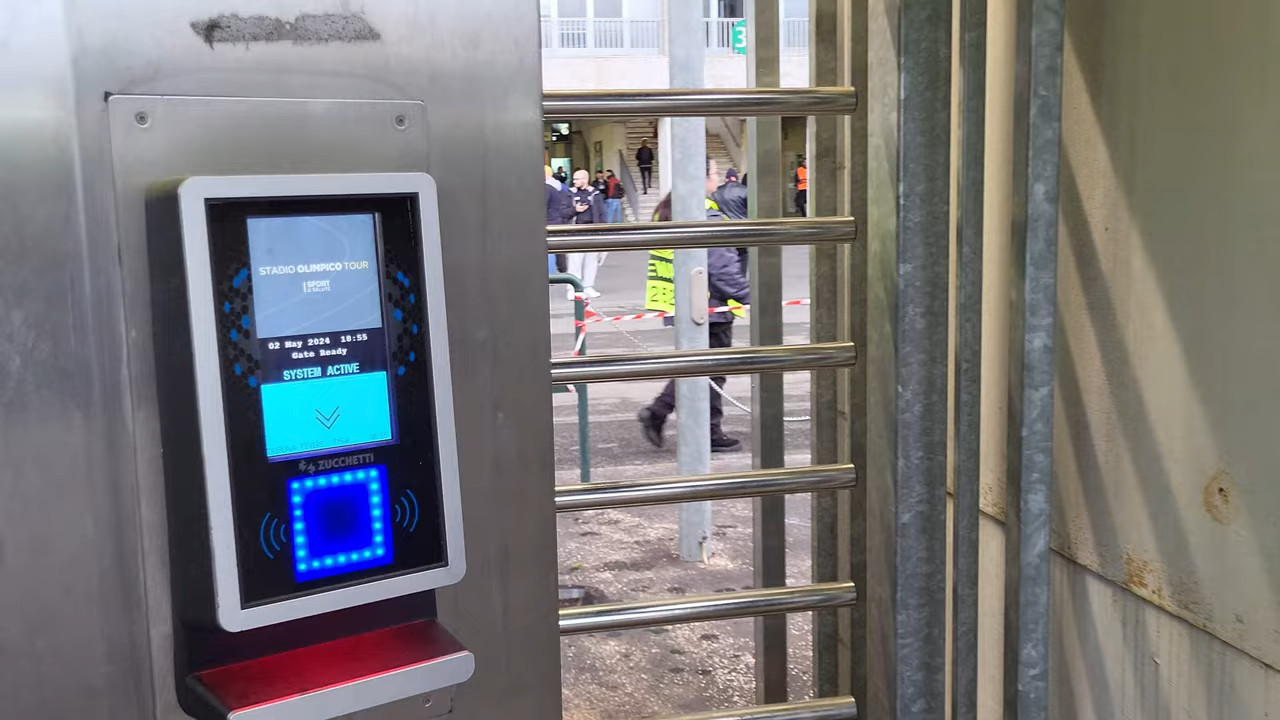 3
STADIO OLIMPICO TOUR
SPORT
E SALUTE
02 May 2024 18:55
Gate Ready
SYSTEM ACTIVE
ZUCCHETTI